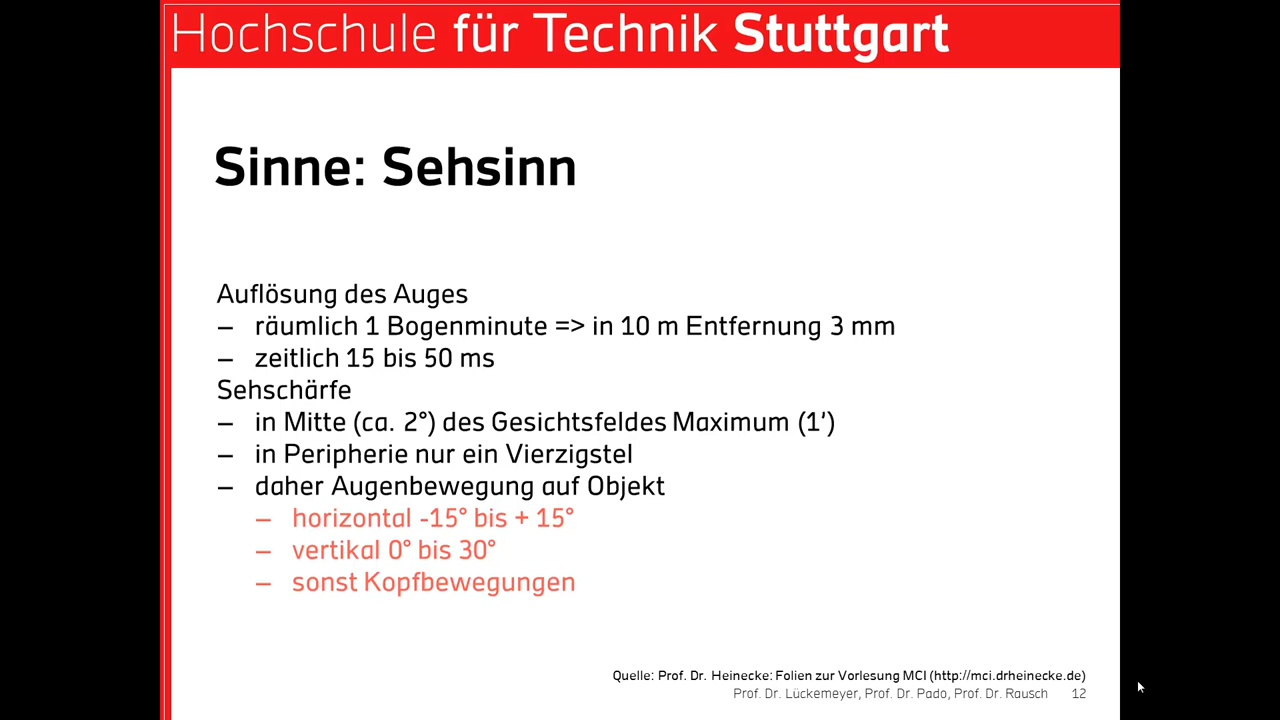 Hochschule für Technik Stuttgart
Sinne: Sehsinn
Auflösung des Auges
– räumlich 1 Bogenminute => in 10 m Entfernung 3 mm
– zeitlich 15 bis 50 ms
Sehschärfe
– in Mitte (ca. 2°) des Gesichtsfeldes Maximum (1')
– in Peripherie nur ein Vierzigstel
– daher Augenbewegung auf Objekt
– horizontal -15° bis + 15°
– vertikal 0° bis 30°
– sonst Kopfbewegungen
Quelle: Prof. Dr. Heinecke: Folien zur Vorlesung MCI (http://mci.drheinecke.de)
Prof. Dr. Lückemeyer, Prof. Dr. Pado, Prof. Dr. Rausch 12